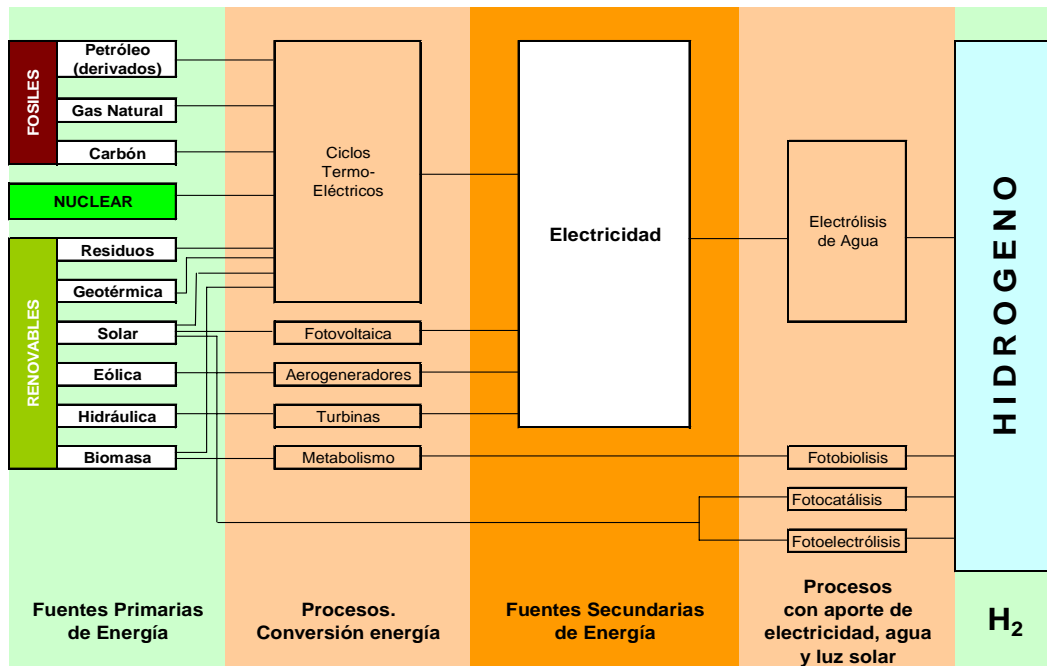 FOSILES
Petróleo
(derivados)
Gas Natural
Carbón
NUCLEAR
RENOVABLES
Residuos
Geotérmica
Solar
Eólica
Hidráulica
Biomasa
Ciclos
Termo-
Eléctricos
Fotovoltaica
Aerogeneradores
Turbinas
Metabolismo
Electricidad
Electrólisis
de Agua
Fotobiolisis
Fotocatálisis
Fotoelectrólisis
HIDROGENO
Fuentes Primarias
de Energía
Procesos.
Conversión energía
Fuentes Secundarias
de Energía
Procesos
con aporte de
electricidad, agua
y luz solar
H₂